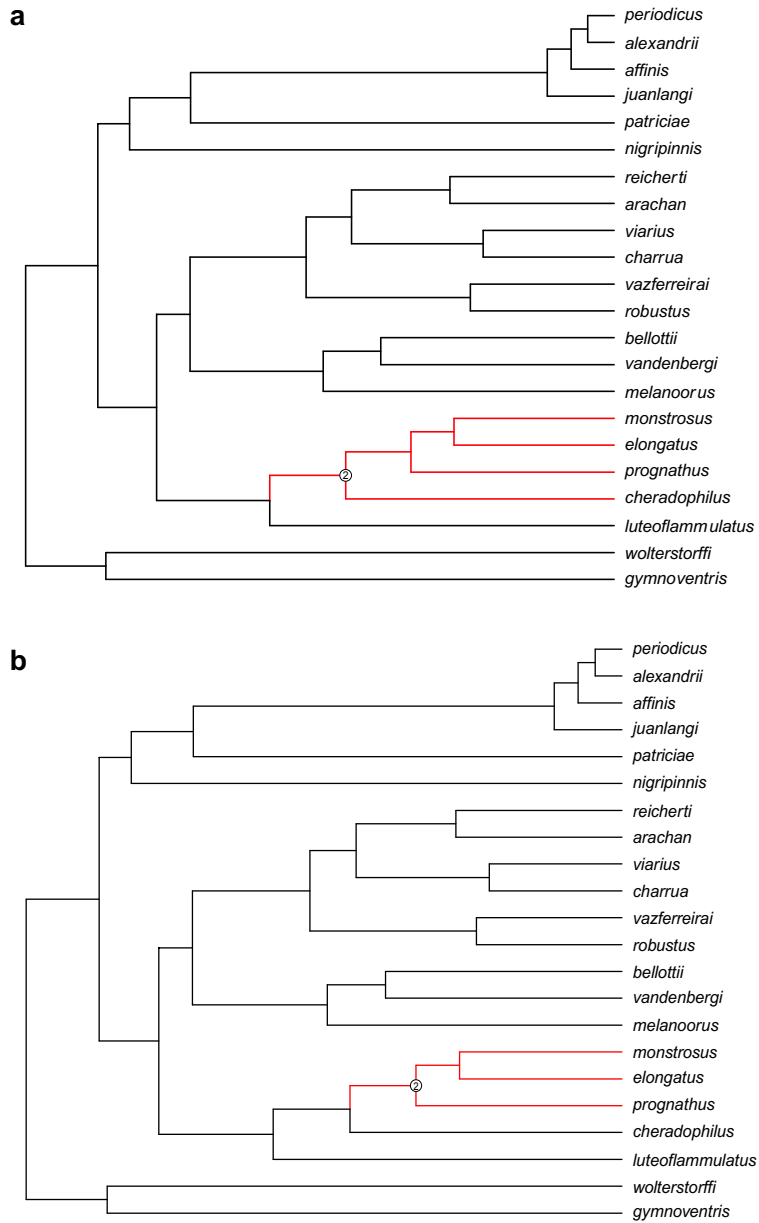 a
periodicus
alexandrii
affinis
juanlangi
patriciae
nigripinnis
reicherti
arachan
viarius
charrua
vazferreirai
robustus
bellottii
vandenbergi
melanoorus
monstrosus
elongatus
prognathus
2
cheradophilus
luteoflammulatus
wolterstorffi
gymnoventris
b
periodicus
alexandrii
affinis
juanlangi
patriciae
nigripinnis
reicherti
arachan
viarius
charrua
vazferreirai
robustus
bellottii
vandenbergi
melanoorus
monstrosus
elongatus
2
prognathus
cheradophilus
luteoflammulatus
wolterstorffi
gymnoventris